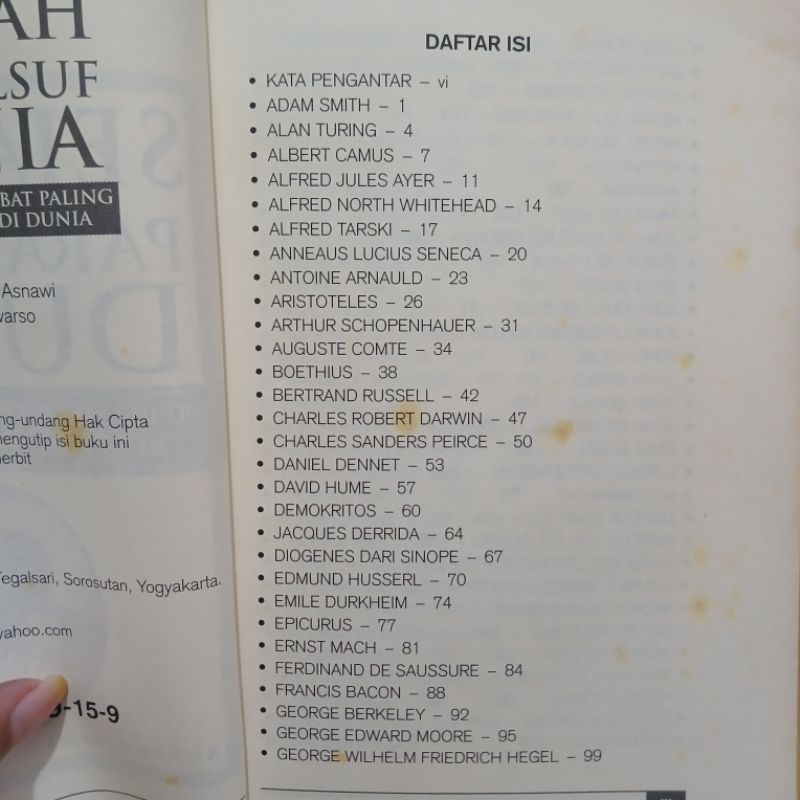 AH
LSUF
IA
BAT PALING
DI DUNIA
Asnawi
warso
ng-undang Hak Cipta
mengutip isi buku ini
nerbit
Tegalsari, Sorosutan, Yogyakarta.
yahoo.com
-15-9
DAFTAR ISI
• KATA PENGANTAR – vi
• ADAM SMITH – 1
• ALAN TURING – 4
• ALBERT CAMUS – 7
• ALFRED JULES AYER – 11
• ALFRED NORTH WHITEHEAD – 14
• ALFRED TARSKI – 17
• ANNEAUS LUCIUS SENECA – 20
• ANTOINE ARNAULD – 23
• ARISTOTELES – 26
• ARTHUR SCHOPENHAUER – 31
• AUGUSTE COMTE – 34
• BOETHIUS – 38
• BERTRAND RUSSELL – 42
• CHARLES ROBERT DARWIN – 47
• CHARLES SANDERS PEIRCE – 50
• DANIEL DENNET – 53
• DAVID HUME – 57
• DEMOKRITOS – 60
• JACQUES DERRIDA – 64
• DIOGENES DARI SINOPE – 67
• EDMUND HUSSERL – 70
• EMILE DURKHEIM – 74
• EPICURUS – 77
• ERNST MACH – 81
• FERDINAND DE SAUSSURE – 84
• FRANCIS BACON – 88
• GEORGE BERKELEY – 92
• GEORGE EDWARD MOORE – 95
• GEORGE WILHELM FRIEDRICH HEGEL – 99